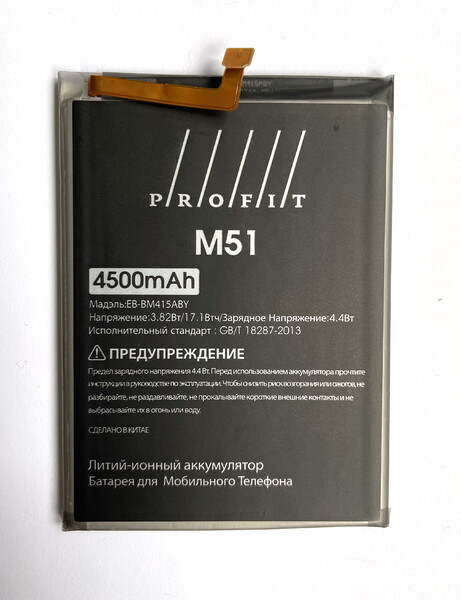 PROFIT
M51
4500mAh
Мадэль:EB-BM415ABY
Напряжение:3.82Вт/17.1Втч/Зарядное Напряжение:4.4Вт
Исполнительный стандарт : GB/T 18287-2013
ПРЕДУПРЕЖДЕНИЕ
Предел зарядного напряжения 4.4 Вт. Перед использованием аккумулятора прочтите
инструкции в руководстве по эксплуатации. Чтобы снизить риск возгорания или ожогов, не
разбирайте, не раздавливайте, не прокалывайте короткие внешние контакты и не
выбрасывайте их в огонь или воду.
СДЕЛАНО В КИТАЕ
Литий-ионный аккумулятор
Батарея для Мобильного Телефона